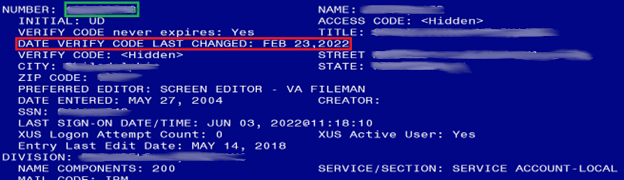 NUMBER: NAME:
INITIAL: UD ACCESS CODE: <Hidden>
VERIFY CODE never expires: Yes TITLE:
DATE VERIFY CODE LAST CHANGED: FEB 23,2022
VERIFY CODE: <Hidden> STREET
CITY: STATE:
ZIP CODE:
PREFERRED EDITOR: SCREEN EDITOR - VA FILEMAN
DATE ENTERED: MAY 27, 2004 CREATOR:
SSN:
LAST SIGN-ON DATE/TIME: JUN 03, 2022@11:18:10
XUS Logon Attempt Count: 0 XUS Active User: Yes
Entry Last Edit Date: MAY 14, 2018
DIVISION:
NAME COMPONENTS: 200 SERVICE/SECTION: SERVICE ACCOUNT-LOCAL
MAIL CODE: IRM